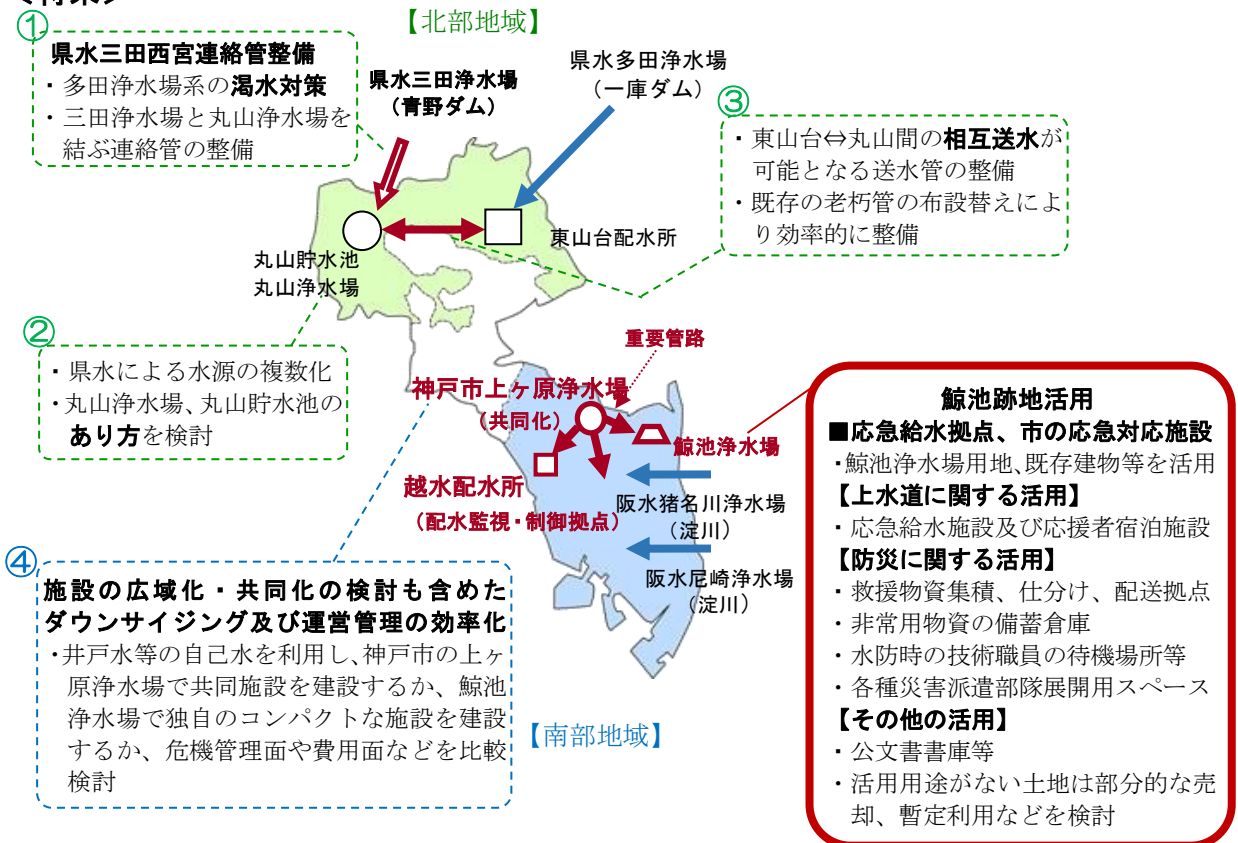 ①
県水三田西宮連絡管整備
・多田浄水場系の渇水対策
・三田浄水場と丸山浄水場を
結ぶ連絡管の整備
【北部地域】
県水三田浄水場
（青野ダム）
県水多田浄水場
（一庫ダム）
③
・東山台⇔丸山間の相互送水が
可能となる送水管の整備
・既存の老朽管の布設替えによ
り効率的に整備
東山台配水所
丸山貯水池
丸山浄水場
②
・県水による水源の複数化
・丸山浄水場、丸山貯水池の
あり方を検討
重要管路
神戸市上ヶ原浄水場
（共同化）
鯨池浄水場
越水配水所
（配水監視・制御拠点）
阪水猪名川浄水場
（淀川）
阪水尼崎浄水場
（淀川）
④
施設の広域化・共同化の検討も含めた
ダウンサイジング及び運営管理の効率化
・井戸水等の自己水を利用し、神戸市の上ヶ
原浄水場で共同施設を建設するか、鯨池
浄水場で独自のコンパクトな施設を建設
するか、危機管理面や費用面などを比較
検討
【南部地域】
鯨池跡地活用
■応急給水拠点、市の応急対応施設
・鯨池浄水場用地、既存建物等を活用
【上水道に関する活用】
・応急給水施設及び応援者宿泊施設
【防災に関する活用】
・救援物資集積、仕分け、配送拠点
・非常用物資の備蓄倉庫
・水防時の技術職員の待機場所等
・各種災害派遣部隊展開用スペース
【その他の活用】
・公文書書庫等
・活用用途がない土地は部分的な売
却、暫定利用などを検討